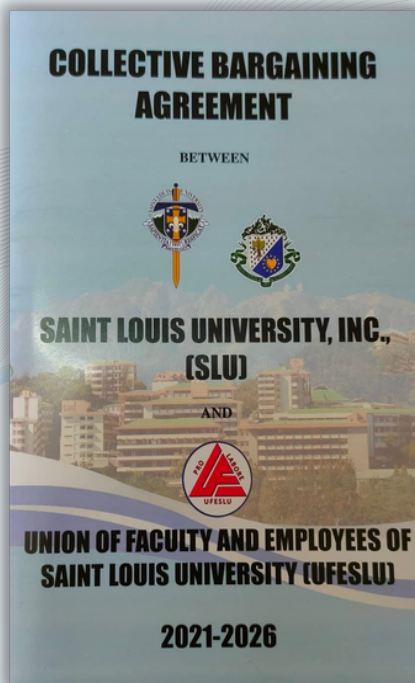 COLLECTIVE BARGAINING
AGREEMENT
BETWEEN
SAINT LOUIS UNIVERSITY, INC.,
(SLU)
AND
PRO LABORE
UFESLU
UNION OF FACULTY AND EMPLOYEES OF
SAINT LOUIS UNIVERSITY (UFESLU)
2021-2026